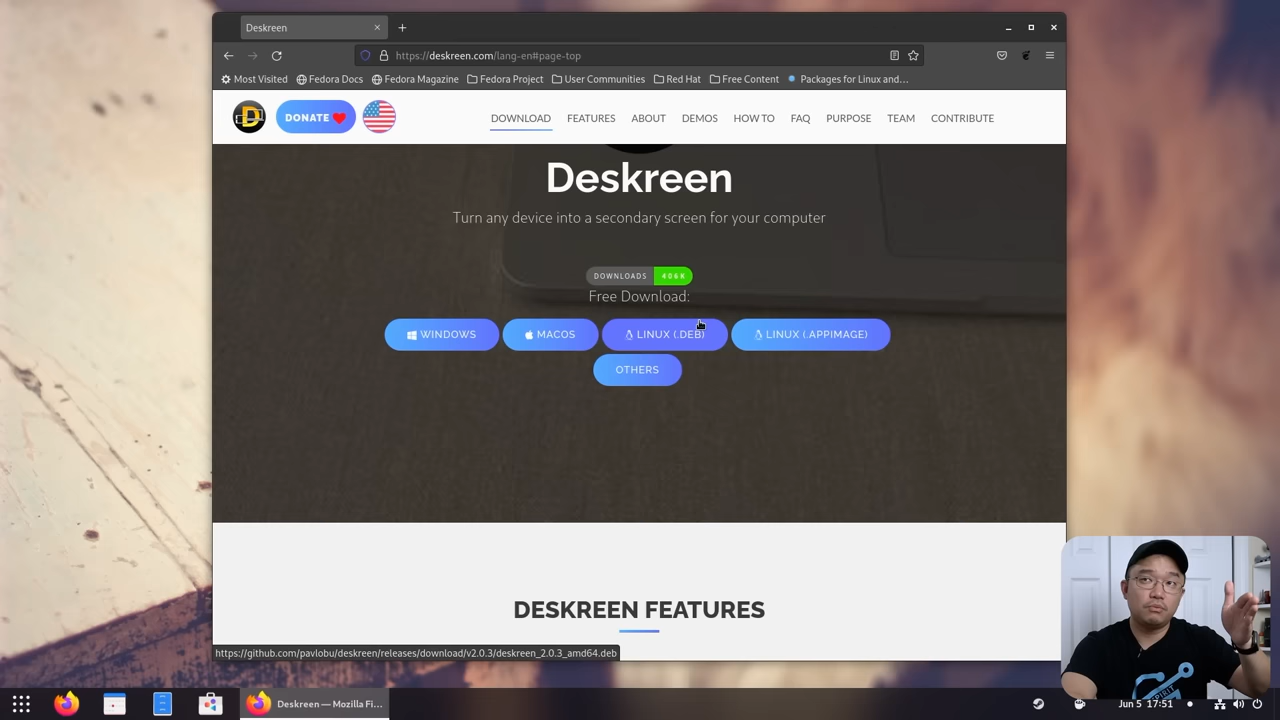 Deskreen
https://deskreen.com/lang-en#page-top
Most Visited Fedora Docs Fedora Magazine Fedora Project User Communities Red Hat Free Content Packages for Linux and…
D DONATE DOWNLOAD FEATURES ABOUT DEMOS HOW TO FAQ PURPOSE TEAM CONTRIBUTE
Deskreen
Turn any device into a secondary screen for your computer
DOWNLOADS 406K
Free Download:
WINDOWS MACOS LINUX (.DEB) LINUX (.APPIMAGE)
OTHERS
DESKREEN FEATURES
https://github.com/pavlobu/deskreen/releases/download/v2.0.3/deskreen_2.0.3_amd64.deb
Deskreen — Mozilla Fi… Jun 5 17:51